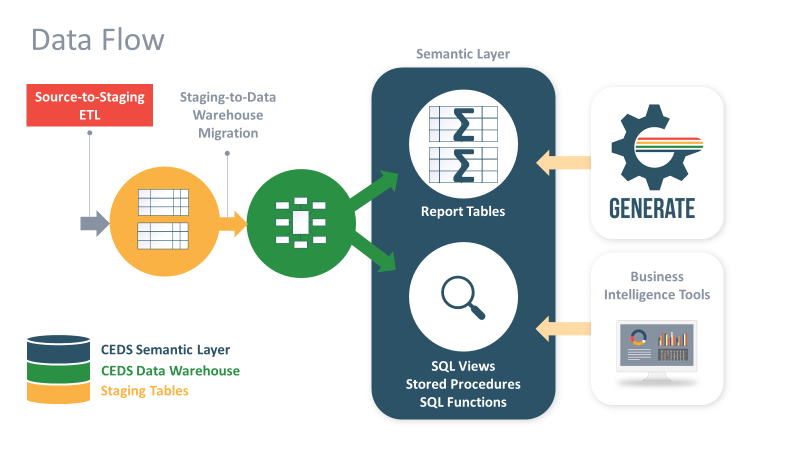 Data Flow
Semantic Layer
Source-to-Staging
ETL
Staging-to-Data
Warehouse
Migration
Report Tables
GENERATE
Business
Intelligence Tools
SQL Views
Stored Procedures
SQL Functions
CEDS Semantic Layer
CEDS Data Warehouse
Staging Tables